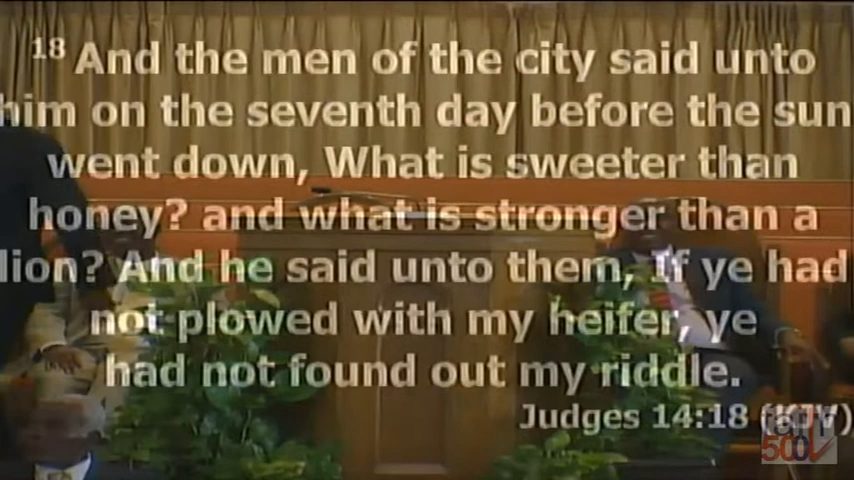 18 And the men of the city said unto
him on the seventh day before the sun
went down, What is sweeter than
honey? and what is stronger than a
lion? And he said unto them, If ye had
not plowed with my heifer, ye
had not found out my riddle.
Judges 14:18 (KJV)
500